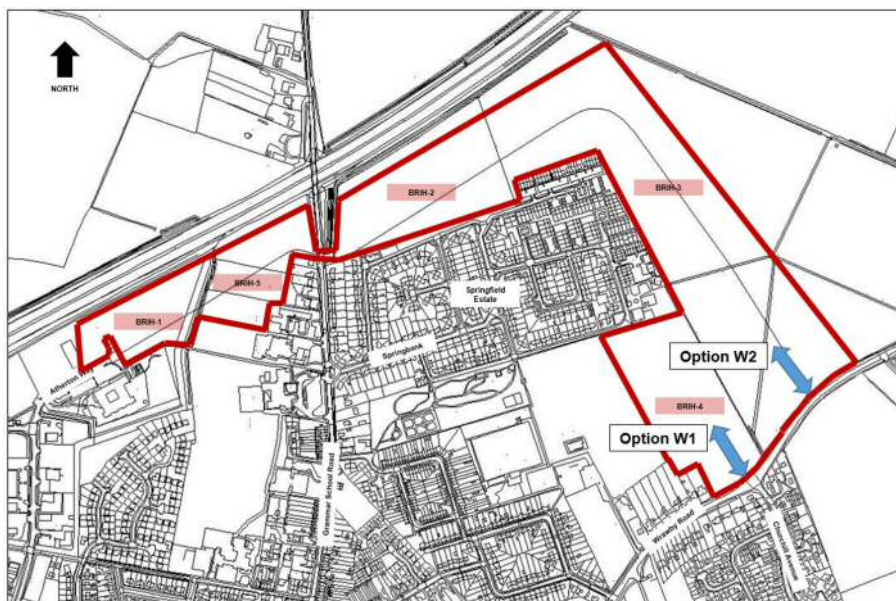 NORTH
BRIH-2
BRIH-3
BRIH-5
BRIH-1
Springfield
Estate
Springbank
Atherton
Option W2
BRIH-4
Option W1
Grammar School Road
Wrawby Road
Churchill Avenue